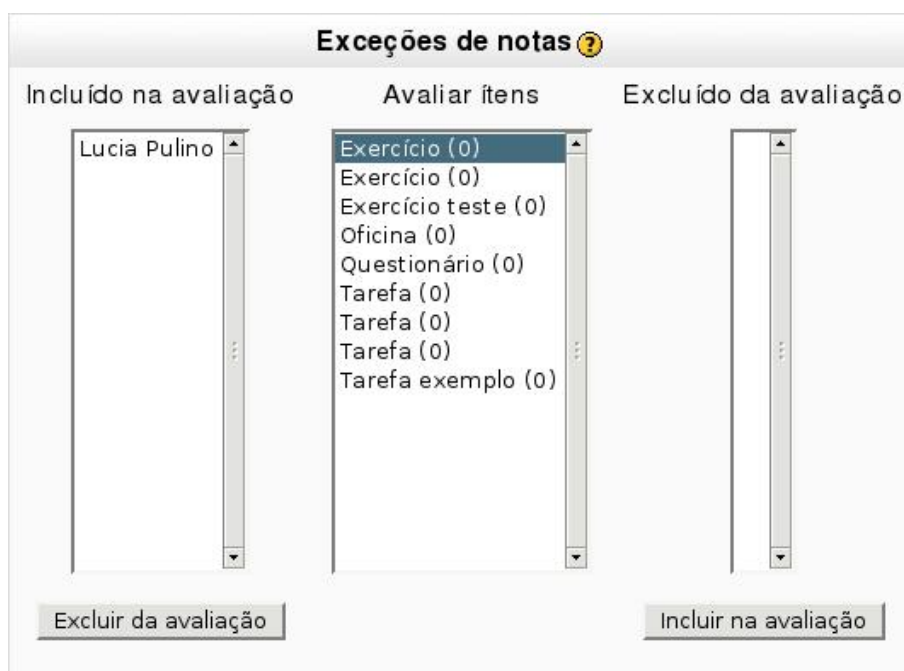 Exceções de notas ?
Incluído na avaliação
Avaliar ítens
Excluído da avaliação
Lucia Pulino
Exercício (0)
Exercício (0)
Exercício teste (0)
Oficina (0)
Questionário (0)
Tarefa (0)
Tarefa (0)
Tarefa (0)
Tarefa exemplo (0)
Excluir da avaliação
Incluir na avaliação